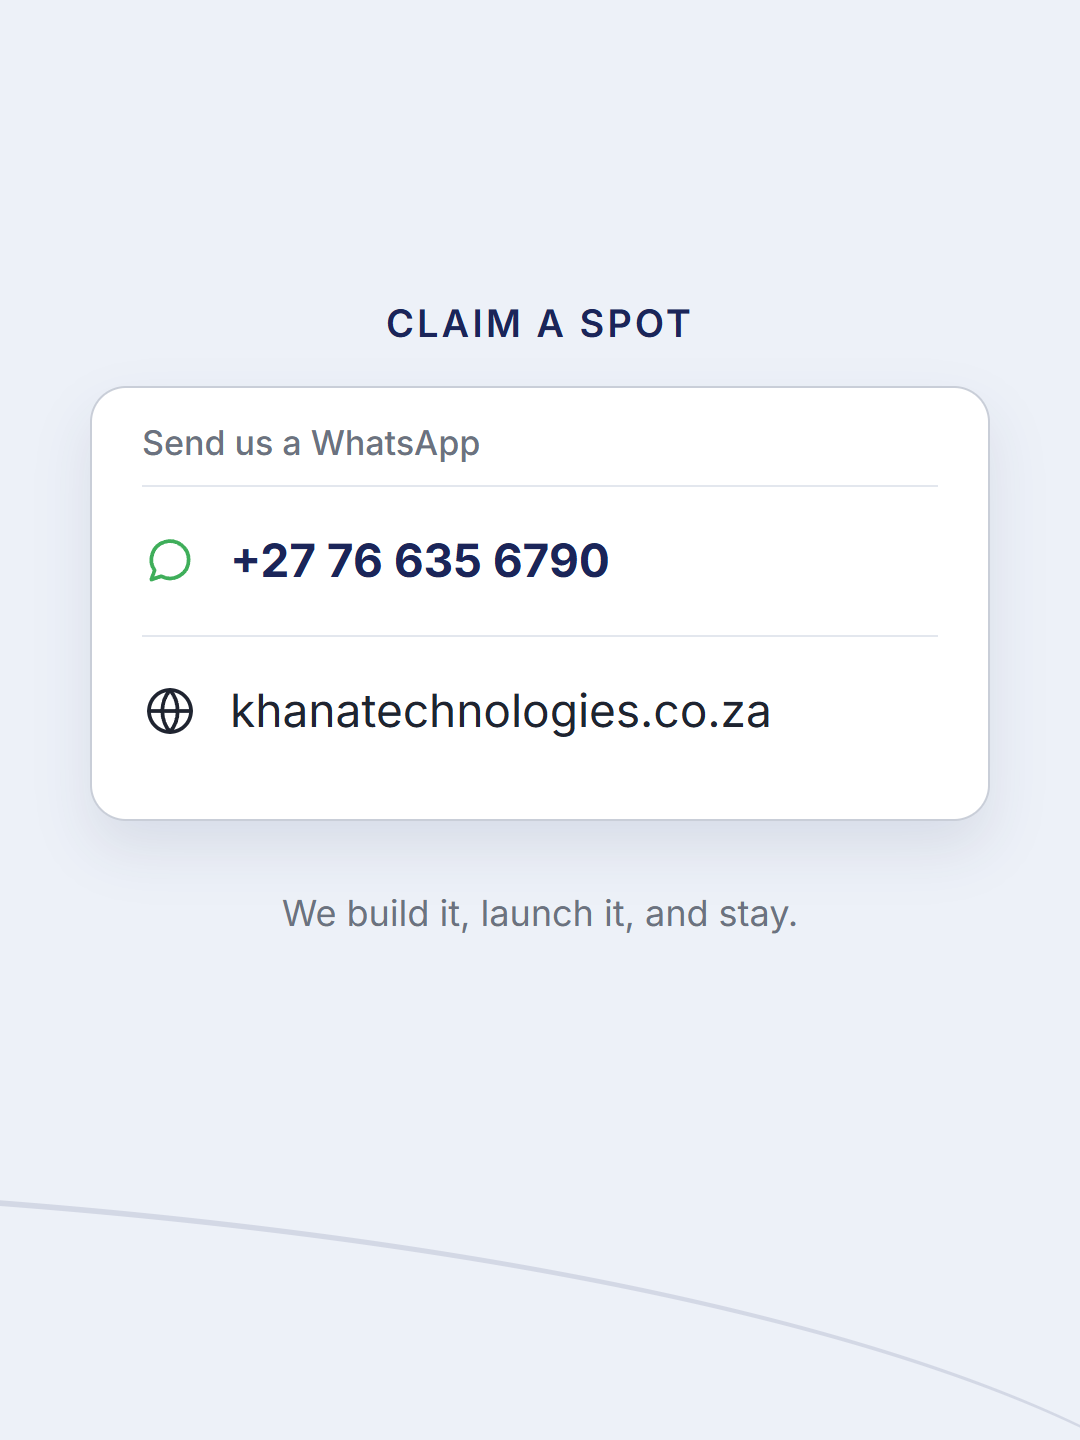 CLAIM A SPOT
Send us a WhatsApp
+27 76 635 6790
khanatechnologies.co.za
We build it, launch it, and stay.